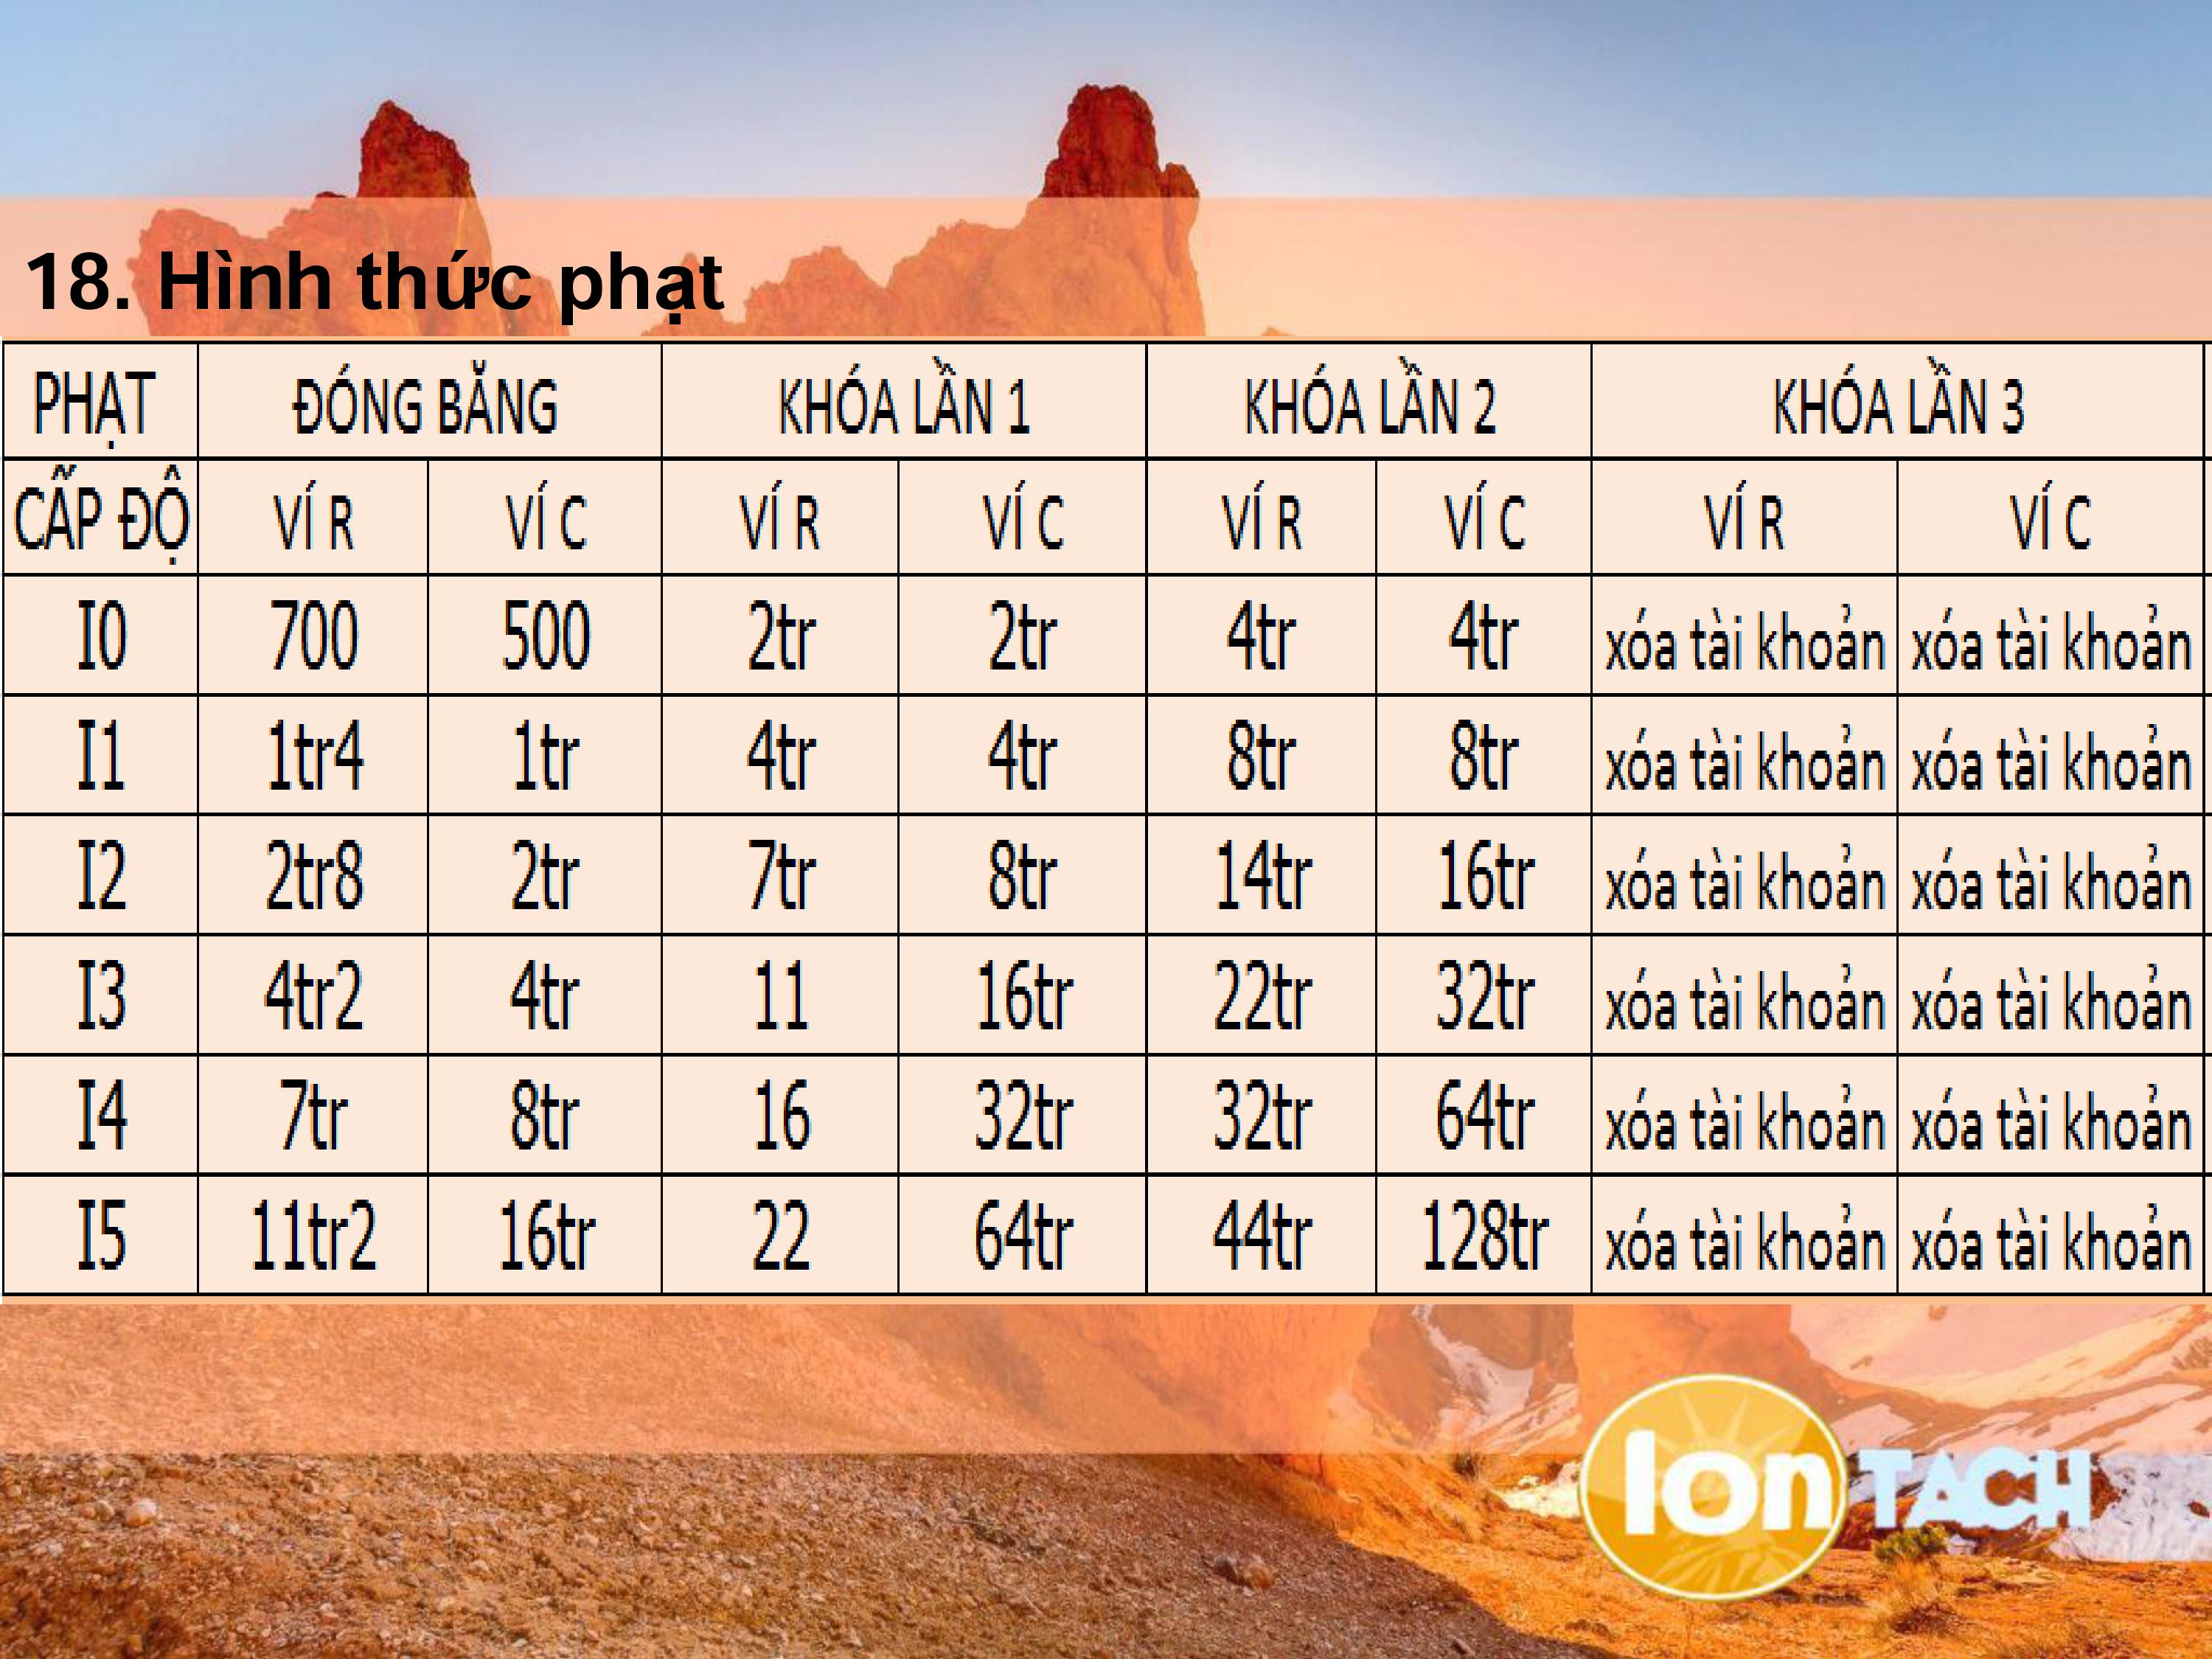 18. Hình thức phạt
PHẠT ĐÓNG BĂNG KHÓA LẦN 1 KHÓA LẦN 2 KHÓA LẦN 3
CẤP ĐỘ VÍ R VÍ C VÍ R VÍ C VÍ R VÍ C VÍ R VÍ C
I0 700 500 2tr 2tr 4tr 4tr xóa tài khoản xóa tài khoản
I1 1tr4 1tr 4tr 4tr 8tr 8tr xóa tài khoản xóa tài khoản
I2 2tr8 2tr 7tr 8tr 14tr 16tr xóa tài khoản xóa tài khoản
I3 4tr2 4tr 11 16tr 22tr 32tr xóa tài khoản xóa tài khoản
I4 7tr 8tr 16 32tr 32tr 64tr xóa tài khoản xóa tài khoản
I5 11tr2 16tr 22 64tr 44tr 128tr xóa tài khoản xóa tài khoản
Ion TACH